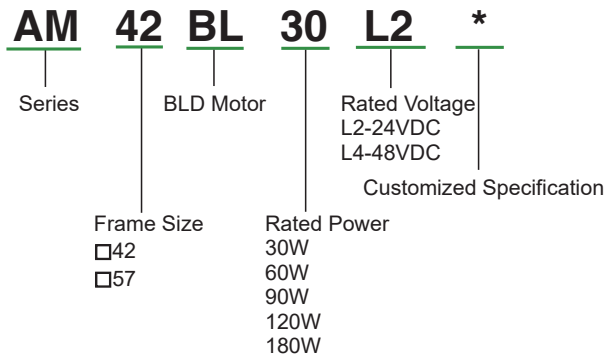 AM 42 BL 30 L2 *
Series
BLD Motor
Rated Voltage
L2-24VDC
L4-48VDC
Customized Specification
Frame Size
□42
□57
Rated Power
30W
60W
90W
120W
180W